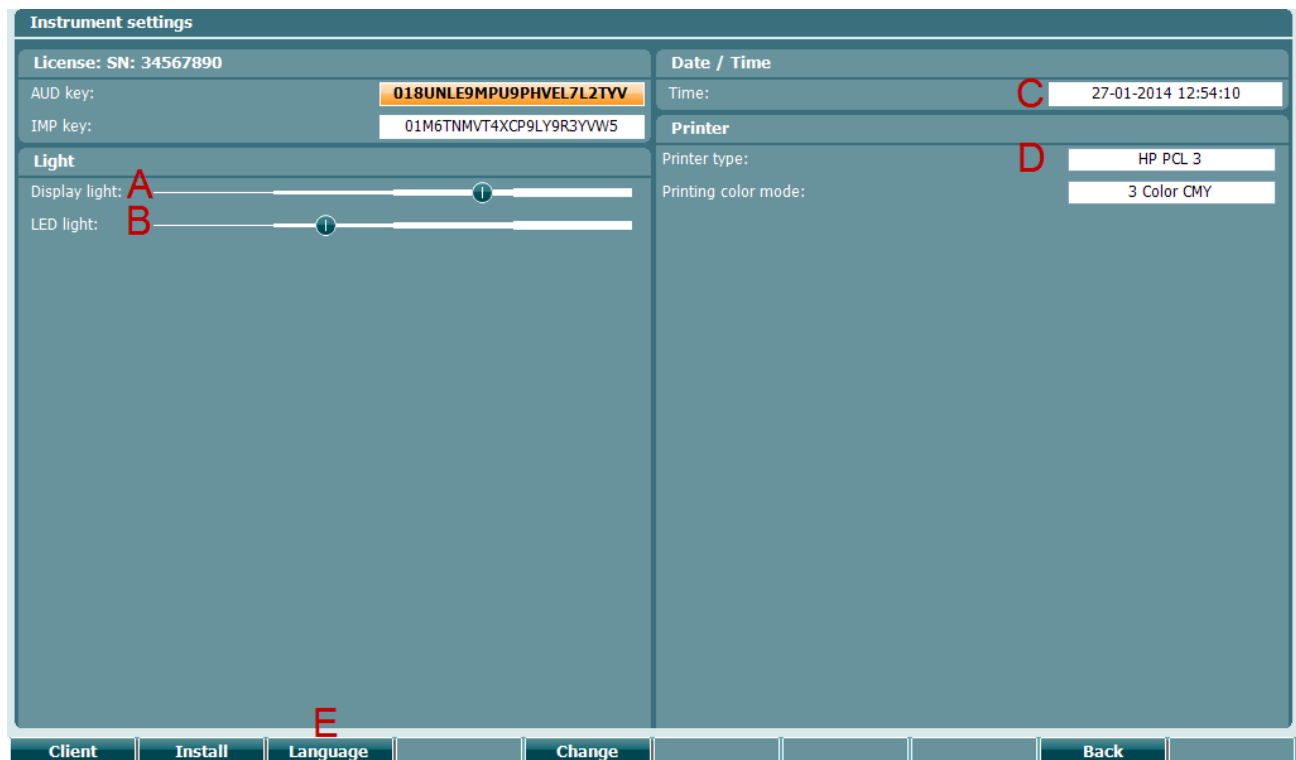 Instrument settings
License: SN: 34567890
AUD key: 018UNLE9MPU9PHVEL7L2TYV
IMP key: 01M6TNMVT4XCP9LY9R3YVW5
Light
Display light: A
LED light: B
Date / Time
Time: C 27-01-2014 12:54:10
Printer
Printer type: D HP PCL 3
Printing color mode: 3 Color CMY
E
Client Install Language Change Back